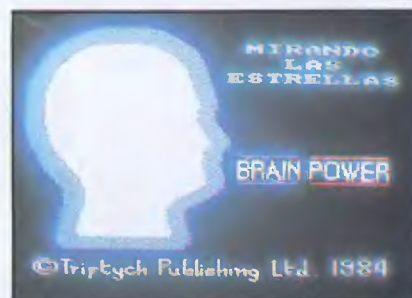 MIRANDO
LAS
ESTRELLAS
BRAIN POWER
©Triptych Publishing Ltd. 1984